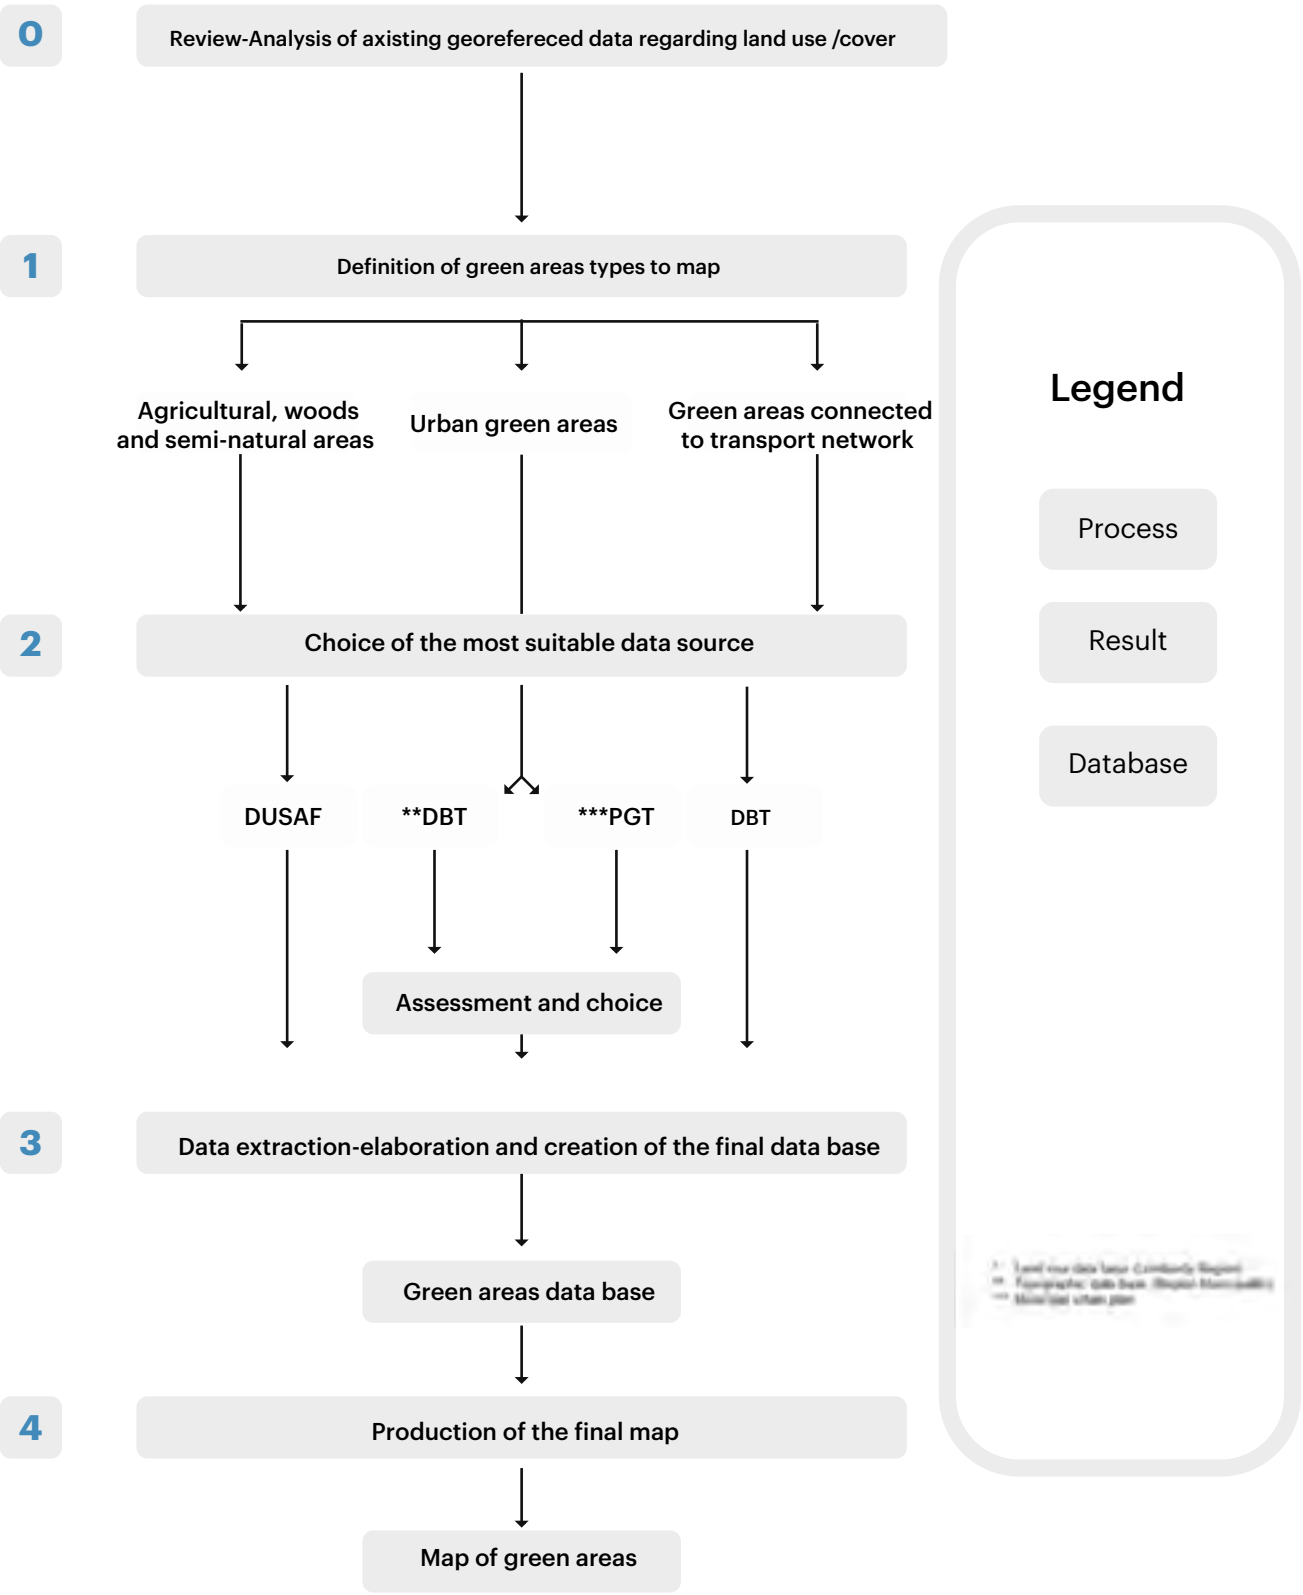 0
Review-Analysis of axisting georefereced data regarding land use /cover
1
Definition of green areas types to map
Agricultural, woods
and semi-natural areas
Urban green areas
Green areas connected
to transport network
2
Choice of the most suitable data source
DUSAF
**DBT
***PGT
DBT
Assessment and choice
3
Data extraction-elaboration and creation of the final data base
Green areas data base
4
Production of the final map
Map of green areas
Legend
Process
Result
Database